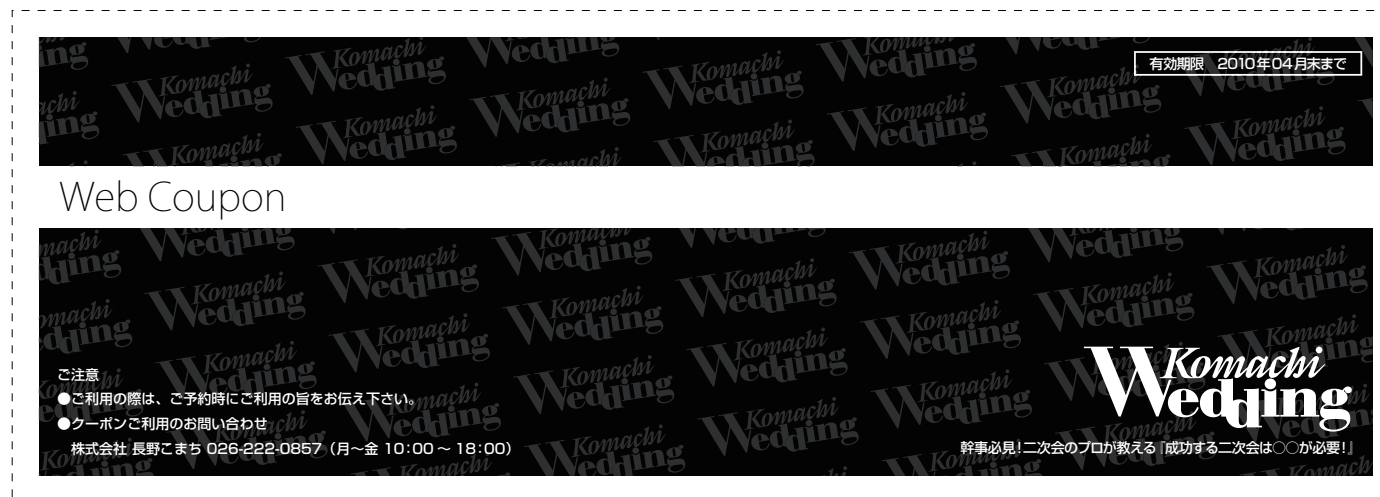 有効期限　2010年04月末まで
Web Coupon
ご注意
●ご利用の際は、ご予約時にご利用の旨をお伝え下さい。
●クーポンご利用のお問い合わせ
株式会社 長野こまち 026-222-0857（月〜金 10：00 〜 18：00）
Komachi
Wedding
幹事必見！二次会のプロが教える『成功する二次会は○○が必要！』